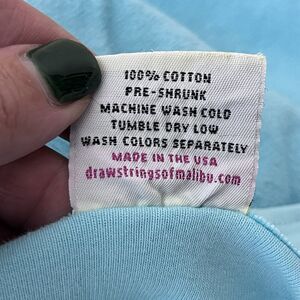 100% COTTON
PRE-SHRUNK
MACHINE WASH COLD
TUMBLE DRY LOW
WASH COLORS SEPARATELY
MADE IN THE USA
drawstringsofmalibu.com